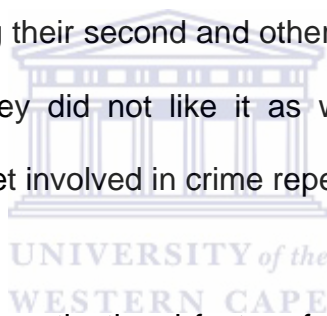 their second and other
ey did not like it as w
et involved in crime repe
UNIVERSITY of the
WESTERN CAPE